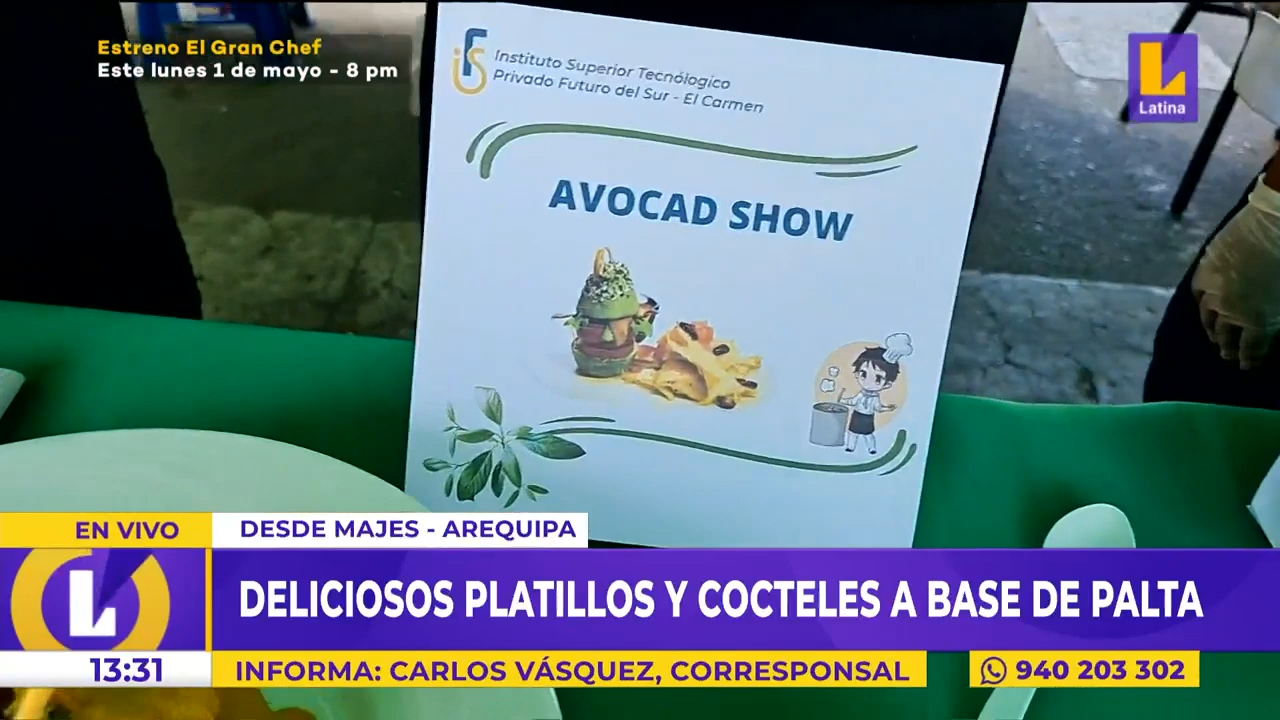 Estreno El Gran Chef
Este lunes 1 de mayo - 8 pm
L
Latina
ifs
Instituto Superior Tecnólogico
Privado Futuro del Sur - El Carmen
AVOCAD SHOW
EN VIVO
DESDE MAJES - AREQUIPA
L
DELICIOSOS PLATILLOS Y COCTELES A BASE DE PALTA
13:31
INFORMA: CARLOS VÁSQUEZ, CORRESPONSAL
940 203 302